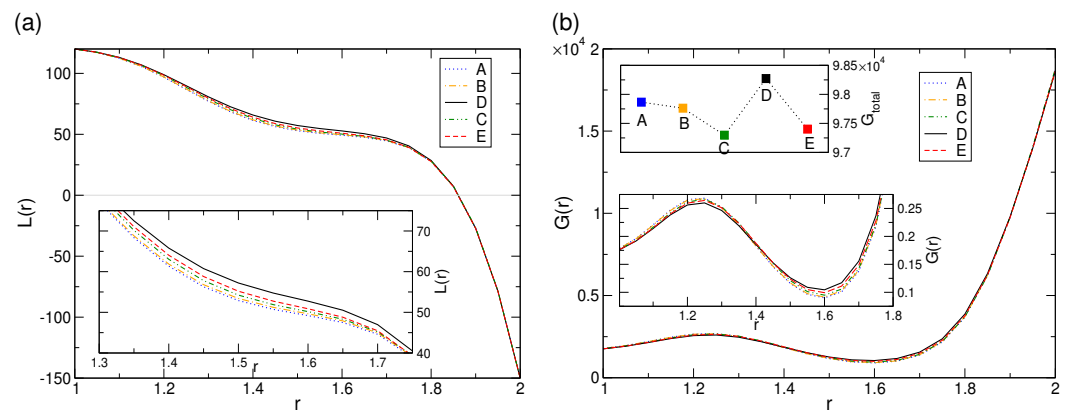 (a)
100
50
0
-50
-100
-150
L(r)
1
1.2
1.4
1.6
1.8
2
r
A
B
D
C
E
70
60
50
40
L(r)
1.3
1.4
1.5
1.6
1.7
r
(b)
×10⁴
2
1.5
1
0.5
0
G(r)
1
1.2
1.4
1.6
1.8
2
r
A
B
C
D
E
A
B
C
D
E
9.85
9.8
9.75
9.7
×10⁴
G_total
0.25
0.2
0.15
0.1
G(r)
1.2
1.4
1.6
1.8
r